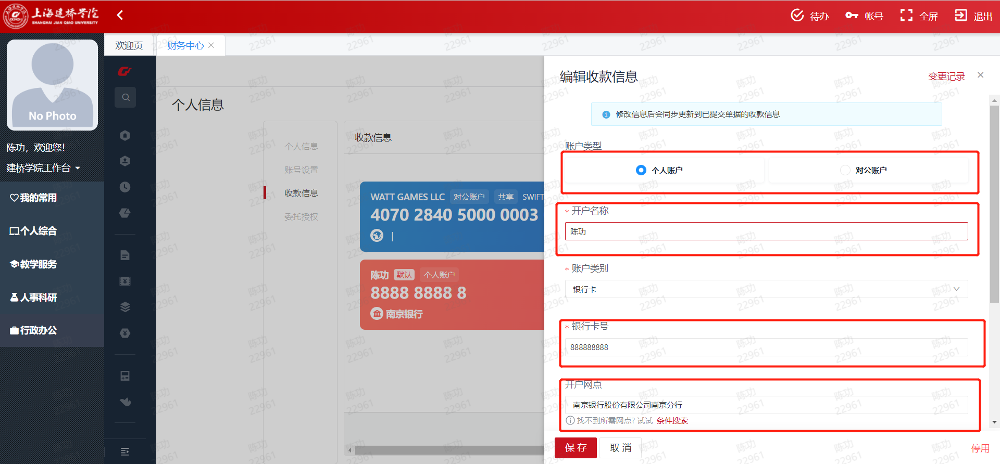 上海建桥学院
SHANGHAI JIAN QIAO UNIVERSITY
待办
帐号
全屏
退出
No Photo
陈功，欢迎您！
建桥学院工作台
我的常用
个人综合
教学服务
人事科研
行政办公
欢迎页
财务中心
个人信息
个人信息
账号设置
收款信息
委托授权
收款信息
WATT GAMES LLC 对公账户 共享 SWIFT
4070 2840 5000 0003
陈功 默认 个人账户
8888 8888 8
南京银行
编辑收款信息
变更记录
修改信息后会同步更新到已提交单据的收款信息
账户类型
个人账户
对公账户
* 开户名称
陈功
* 账户类别
银行卡
* 银行卡号
888888888
开户网点
南京银行股份有限公司南京分行
找不到所需网点? 试试 条件搜索
保 存
取 消
停用
陈功
22961